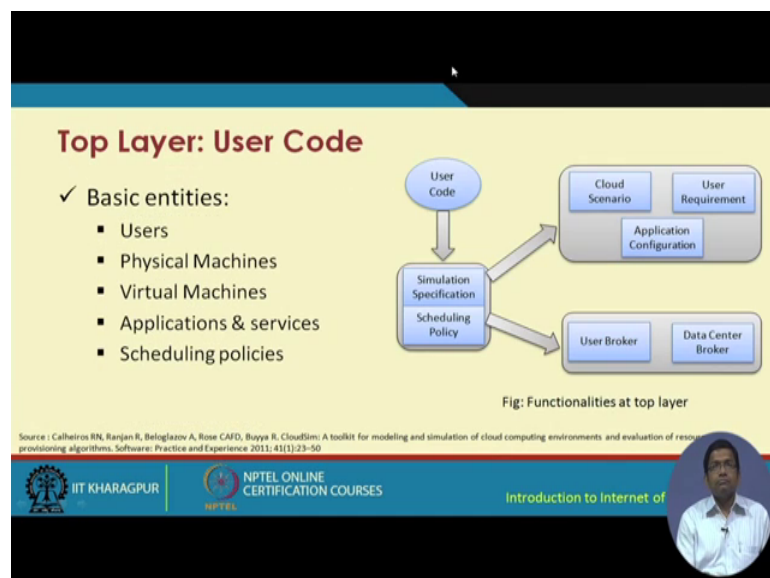 Top Layer: User Code
✓ Basic entities:
▪ Users
▪ Physical Machines
▪ Virtual Machines
▪ Applications & services
▪ Scheduling policies
User
Code
Simulation
Specification
Scheduling
Policy
Cloud
Scenario
User
Requirement
Application
Configuration
User Broker
Data Center
Broker
Fig: Functionalities at top layer
Source : Calheiros RN, Ranjan R, Beloglazov A, Rose CAFD, Buyya R. CloudSim: A toolkit for modeling and simulation of cloud computing environments and evaluation of
provisioning algorithms. Software: Practice and Experience 2011; 41(1):23–50
IIT KHARAGPUR
NPTEL
NPTEL ONLINE
CERTIFICATION COURSES
Introduction to Internet of